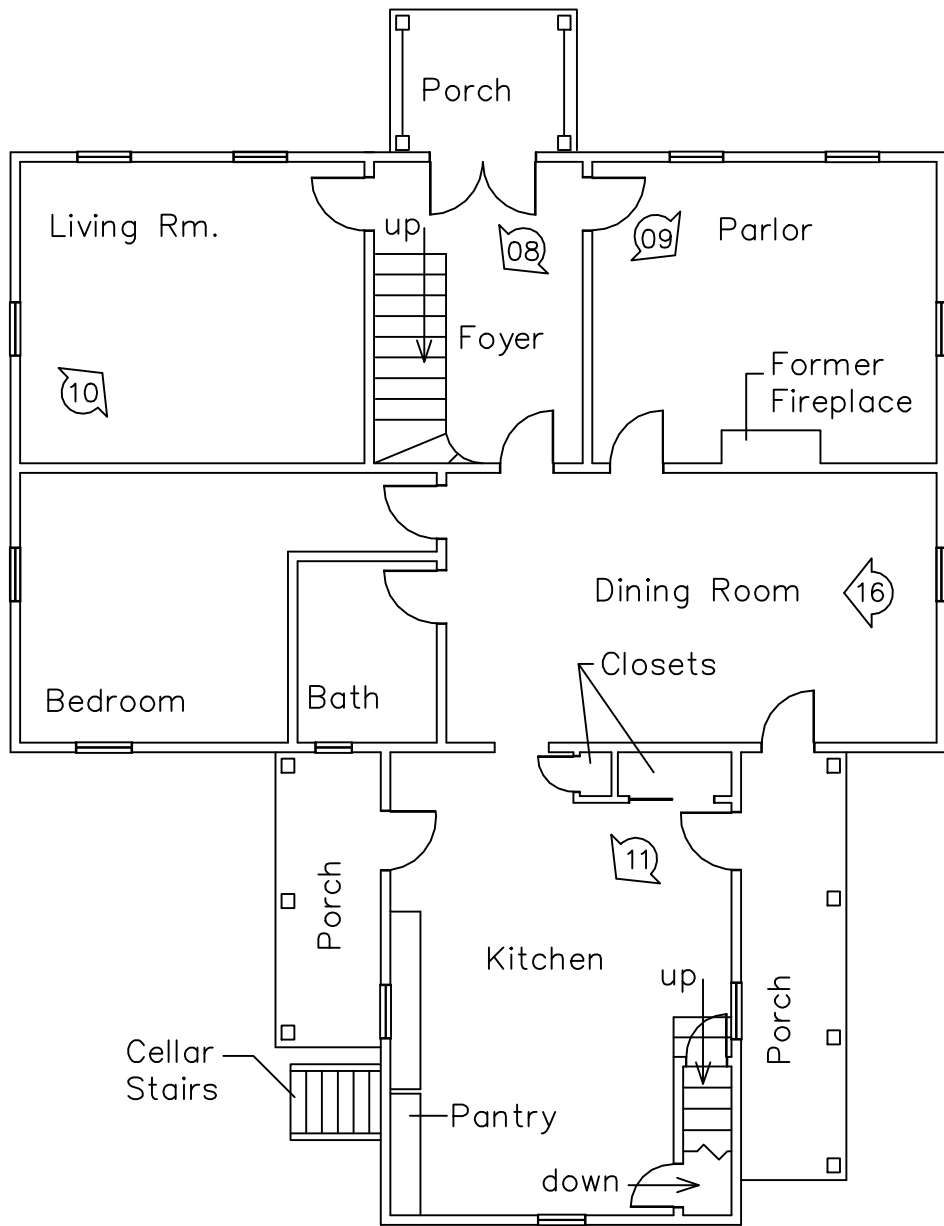 Porch
Living Rm.
up
08
09
Parlor
Foyer
10
Former
Fireplace
Dining Room
16
Closets
Bedroom
Bath
11
Porch
Kitchen
up
Porch
Cellar
Stairs
Pantry
down